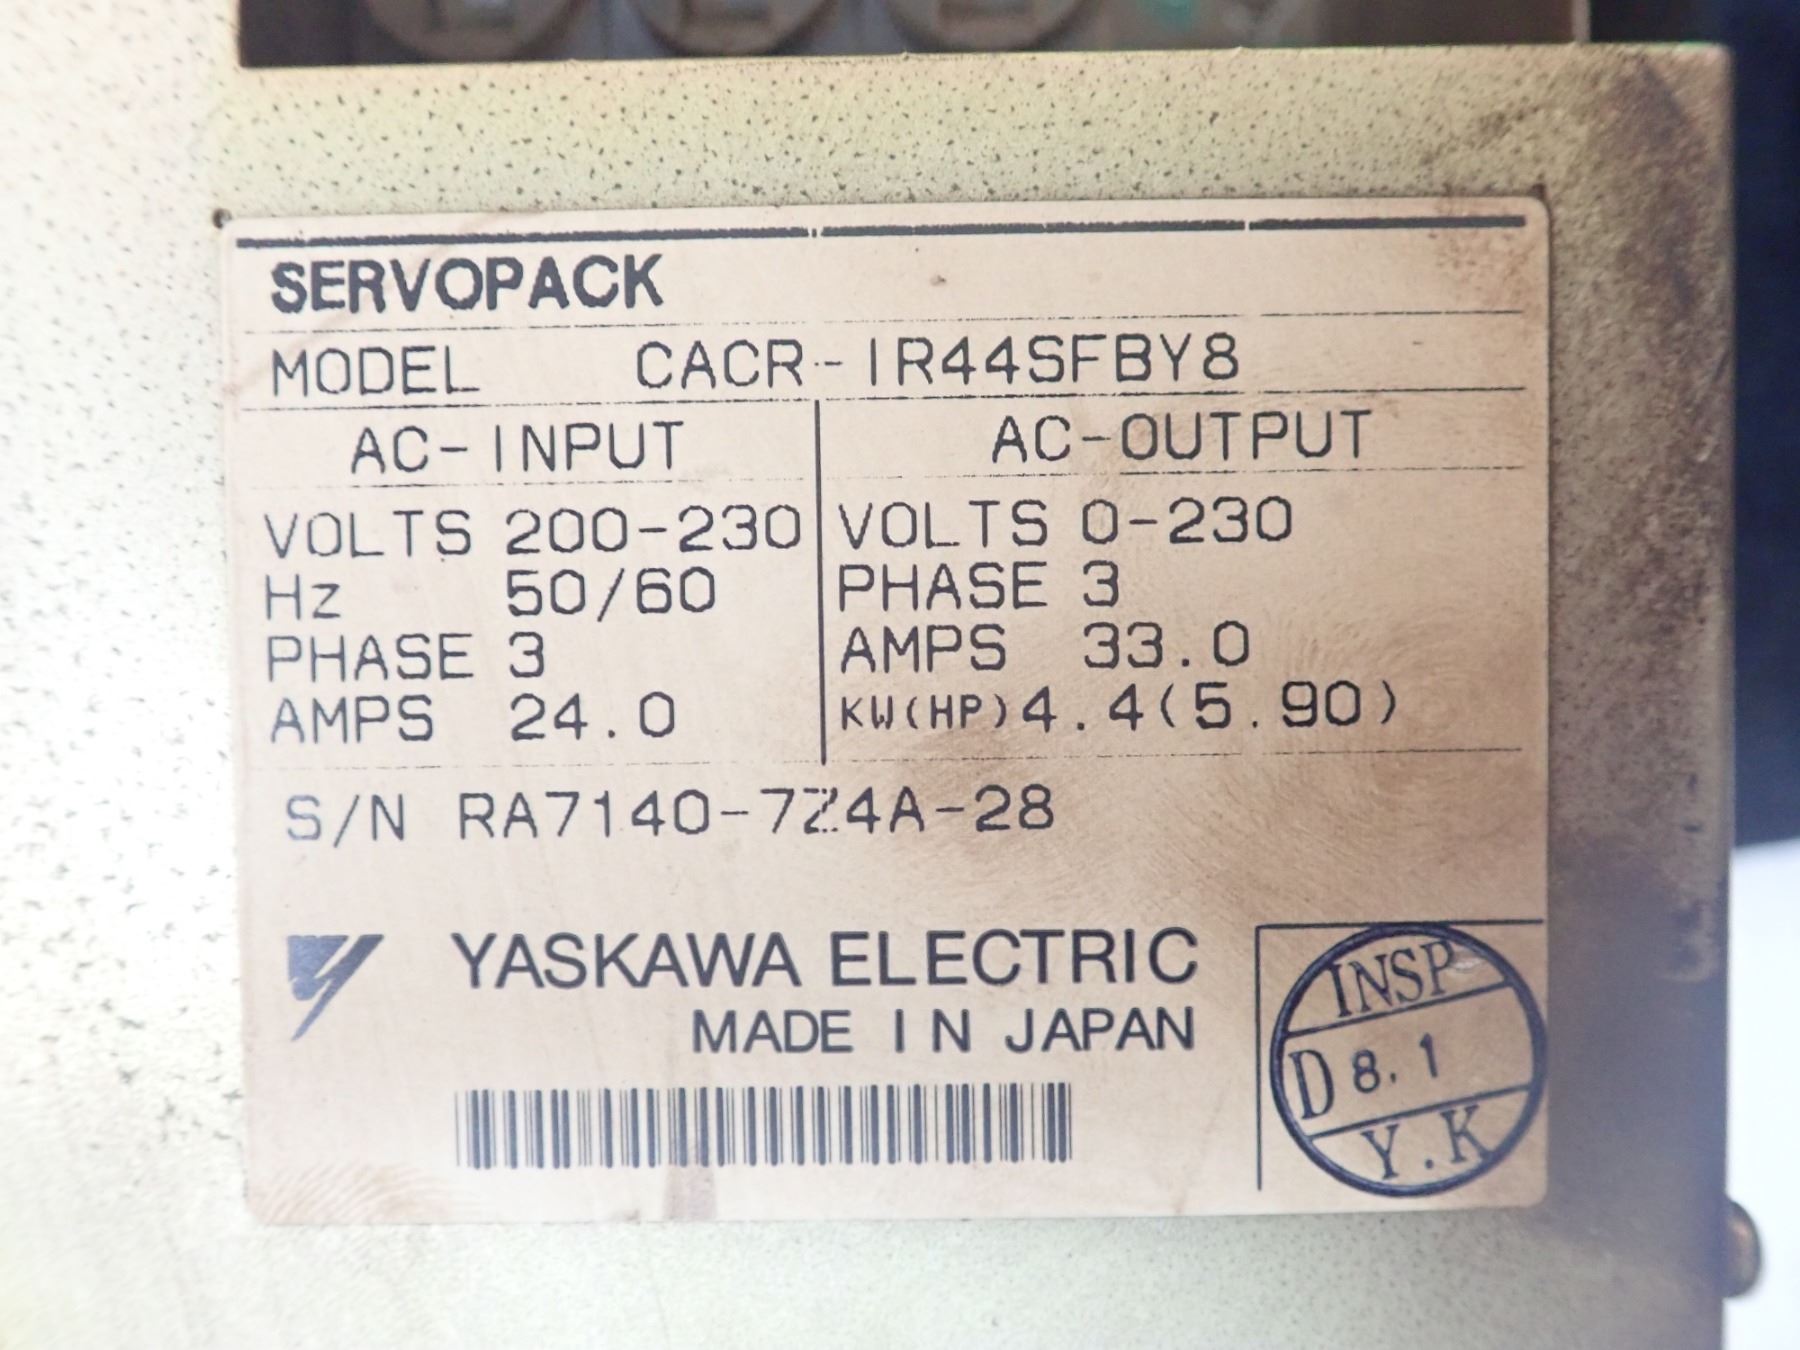 SERVOPACK
MODEL CACR-IR44SFBY8
AC-INPUT AC-OUTPUT
VOLTS 200-230 VOLTS 0-230
Hz 50/60 PHASE 3
PHASE 3 AMPS 33.0
AMPS 24.0 KW(HP) 4.4(5.90)
S/N RA7140-7Z4A-28
YASKAWA ELECTRIC
MADE IN JAPAN
INSP
D 8.1
Y.K